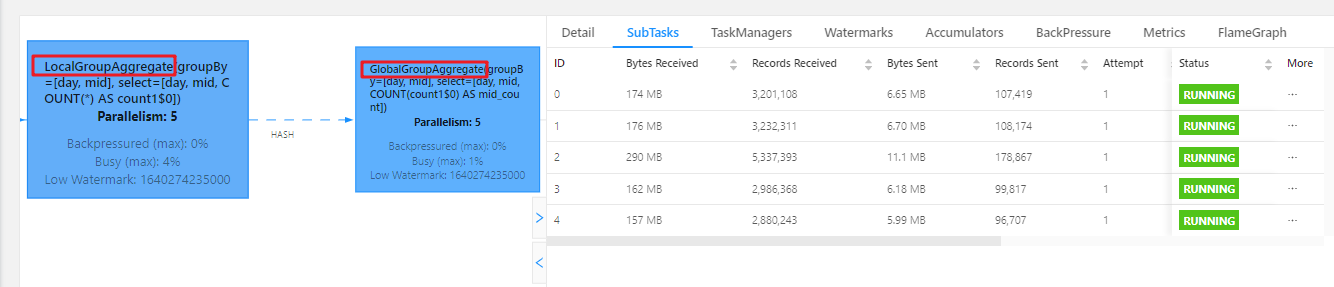 LocalGroupAggregate(groupBy
=[day, mid], select=[day, mid, C
OUNT(*) AS count1$0])
Parallelism: 5
Backpressured (max): 0%
Busy (max): 4%
Low Watermark: 1640274235000
HASH
GlobalGroupAggregate(groupB
y=[day, mid], select=[day, mid,
COUNT(count1$0) AS mid_cou
nt])
Parallelism: 5
Backpressured (max): 0%
Busy (max): 1%
Low Watermark: 1640274235000
Detail SubTasks TaskManagers Watermarks Accumulators BackPressure Metrics FlameGraph
ID Bytes Received Records Received Bytes Sent Records Sent Attempt Status More
0 174 MB 3,201,108 6.65 MB 107,419 1 RUNNING ...
1 176 MB 3,232,311 6.70 MB 108,174 1 RUNNING ...
2 290 MB 5,337,393 11.1 MB 178,867 1 RUNNING ...
3 162 MB 2,986,368 6.18 MB 99,817 1 RUNNING ...
4 157 MB 2,880,243 5.99 MB 96,707 1 RUNNING ...